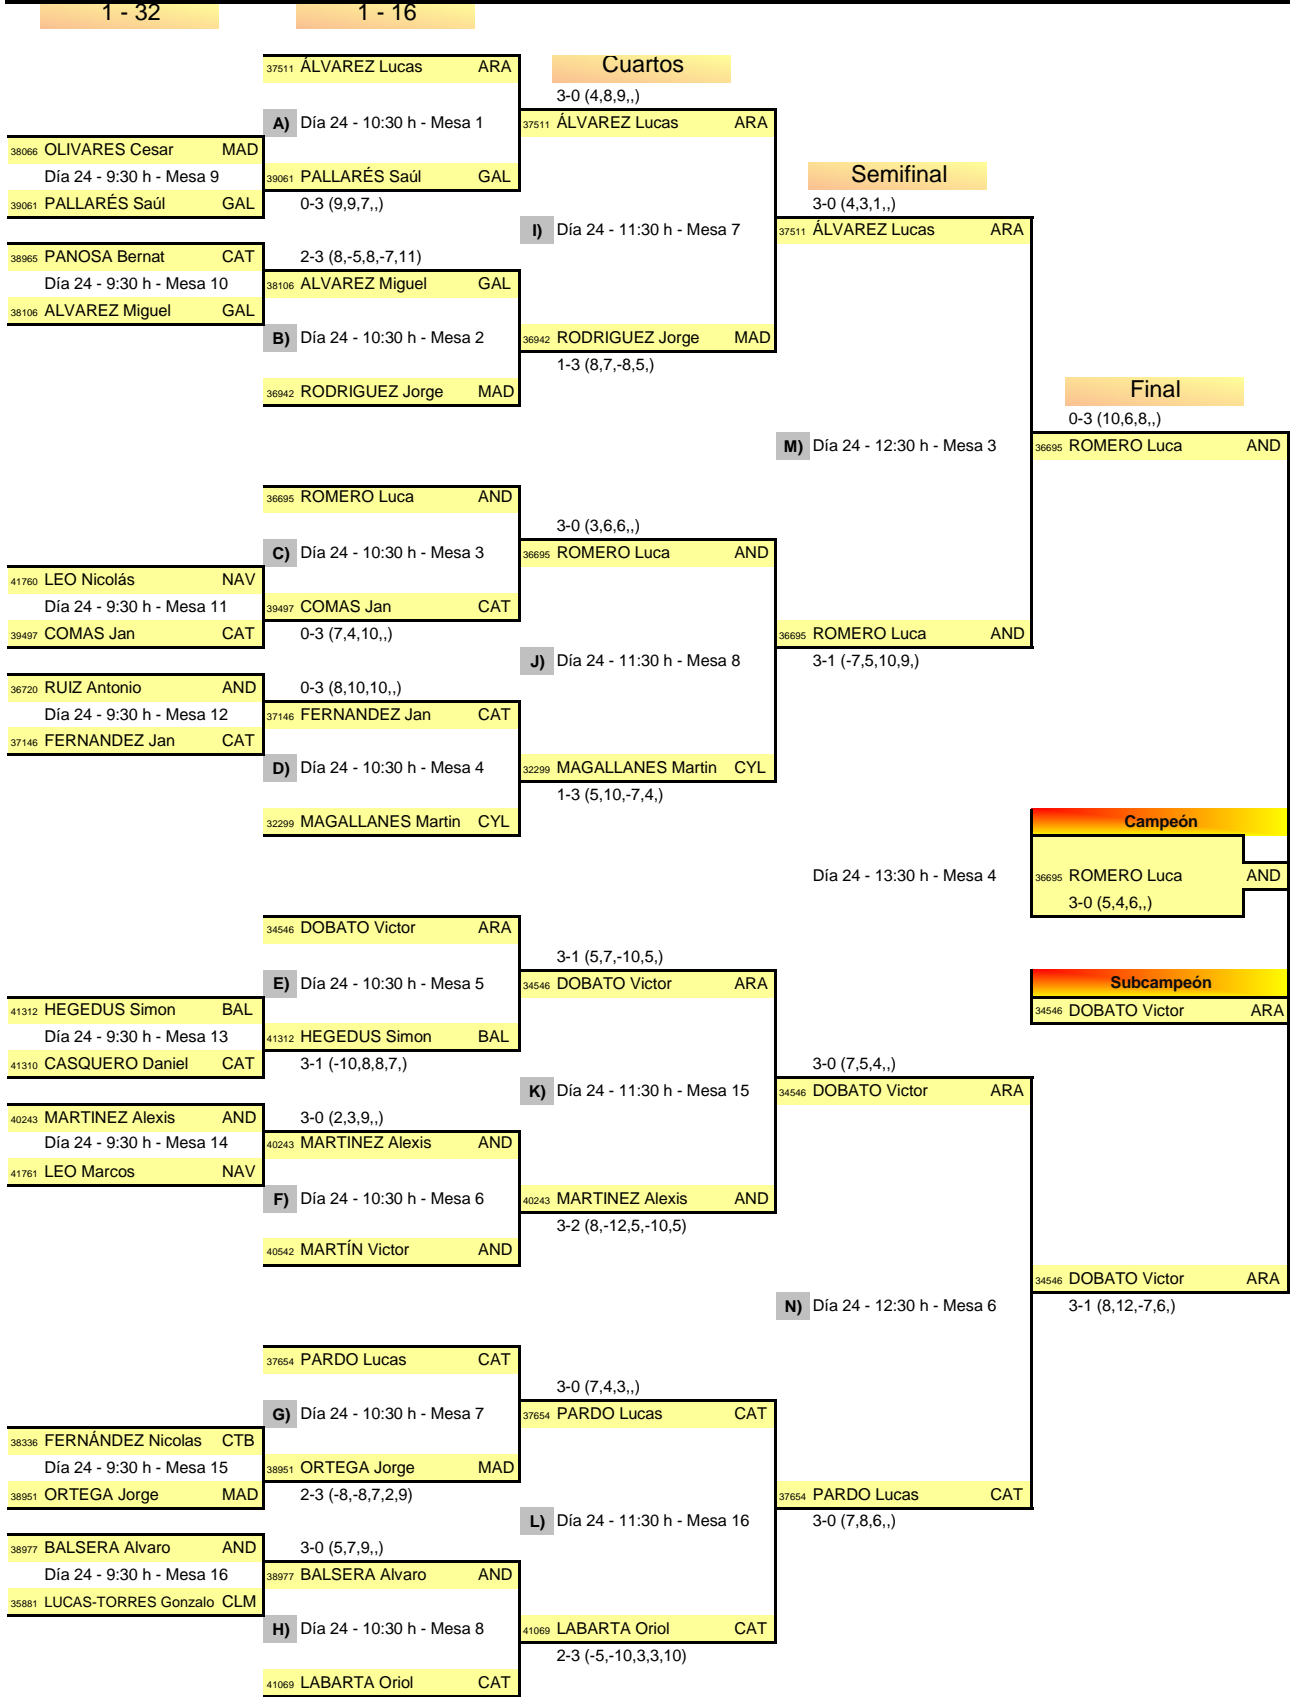 1 - 32
1 - 16
37511 ÁLVAREZ Lucas ARA
Cuartos
3-0 (4,8,9,,)
A) Día 24 - 10:30 h - Mesa 1
37511 ÁLVAREZ Lucas ARA
38066 OLIVARES Cesar MAD
Día 24 - 9:30 h - Mesa 9
39061 PALLARÉS Saúl GAL
Semifinal
39061 PALLARÉS Saúl GAL
0-3 (9,9,7,,)
3-0 (4,3,1,,)
I) Día 24 - 11:30 h - Mesa 7
37511 ÁLVAREZ Lucas ARA
38965 PANOSA Bernat CAT
2-3 (8,-5,8,-7,11)
Día 24 - 9:30 h - Mesa 10
38106 ALVAREZ Miguel GAL
38106 ALVAREZ Miguel GAL
B) Día 24 - 10:30 h - Mesa 2
36942 RODRIGUEZ Jorge MAD
1-3 (8,7,-8,5,)
36942 RODRIGUEZ Jorge MAD
Final
0-3 (10,6,8,,)
M) Día 24 - 12:30 h - Mesa 3
36695 ROMERO Luca AND
36695 ROMERO Luca AND
3-0 (3,6,6,,)
C) Día 24 - 10:30 h - Mesa 3
36695 ROMERO Luca AND
41760 LEO Nicolás NAV
Día 24 - 9:30 h - Mesa 11
39497 COMAS Jan CAT
39497 COMAS Jan CAT
0-3 (7,4,10,,)
36695 ROMERO Luca AND
J) Día 24 - 11:30 h - Mesa 8
3-1 (-7,5,10,9,)
36720 RUIZ Antonio AND
0-3 (8,10,10,,)
Día 24 - 9:30 h - Mesa 12
37146 FERNANDEZ Jan CAT
37146 FERNANDEZ Jan CAT
D) Día 24 - 10:30 h - Mesa 4
32299 MAGALLANES Martin CYL
1-3 (5,10,-7,4,)
32299 MAGALLANES Martin CYL
Campeón
Día 24 - 13:30 h - Mesa 4
36695 ROMERO Luca AND
3-0 (5,4,6,,)
34546 DOBATO Victor ARA
3-1 (5,7,-10,5,)
E) Día 24 - 10:30 h - Mesa 5
34546 DOBATO Victor ARA
Subcampeón
34546 DOBATO Victor ARA
41312 HEGEDUS Simon BAL
Día 24 - 9:30 h - Mesa 13
41312 HEGEDUS Simon BAL
41310 CASQUERO Daniel CAT
3-1 (-10,8,8,7,)
3-0 (7,5,4,,)
K) Día 24 - 11:30 h - Mesa 15
34546 DOBATO Victor ARA
40243 MARTINEZ Alexis AND
3-0 (2,3,9,,)
Día 24 - 9:30 h - Mesa 14
40243 MARTINEZ Alexis AND
41761 LEO Marcos NAV
F) Día 24 - 10:30 h - Mesa 6
40243 MARTINEZ Alexis AND
3-2 (8,-12,5,-10,5)
40542 MARTÍN Victor AND
34546 DOBATO Victor ARA
N) Día 24 - 12:30 h - Mesa 6
3-1 (8,12,-7,6,)
37654 PARDO Lucas CAT
3-0 (7,4,3,,)
G) Día 24 - 10:30 h - Mesa 7
37654 PARDO Lucas CAT
38336 FERNÁNDEZ Nicolas CTB
Día 24 - 9:30 h - Mesa 15
38951 ORTEGA Jorge MAD
38951 ORTEGA Jorge MAD
2-3 (-8,-8,7,2,9)
37654 PARDO Lucas CAT
L) Día 24 - 11:30 h - Mesa 16
3-0 (7,8,6,,)
38977 BALSERA Alvaro AND
3-0 (5,7,9,,)
Día 24 - 9:30 h - Mesa 16
38977 BALSERA Alvaro AND
35881 LUCAS-TORRES Gonzalo CLM
H) Día 24 - 10:30 h - Mesa 8
41069 LABARTA Oriol CAT
2-3 (-5,-10,3,3,10)
41069 LABARTA Oriol CAT